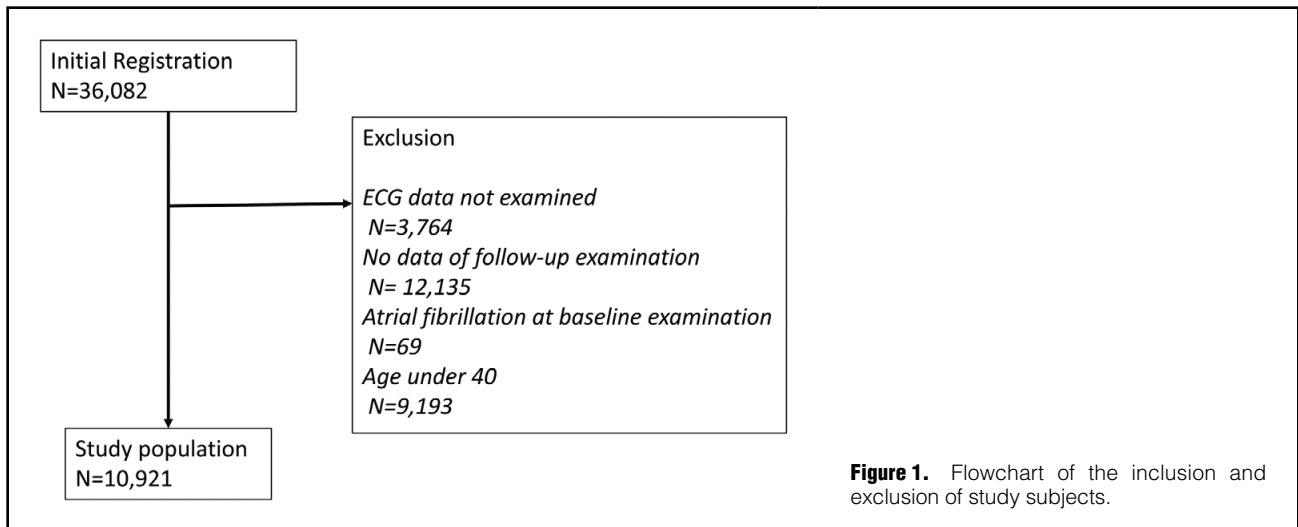 Initial Registration
N=36,082
Exclusion
ECG data not examined
N=3,764
No data of follow-up examination
N= 12,135
Atrial fibrillation at baseline examination
N=69
Age under 40
N=9,193
Study population
N=10,921
Figure 1. Flowchart of the inclusion and
exclusion of study subjects.